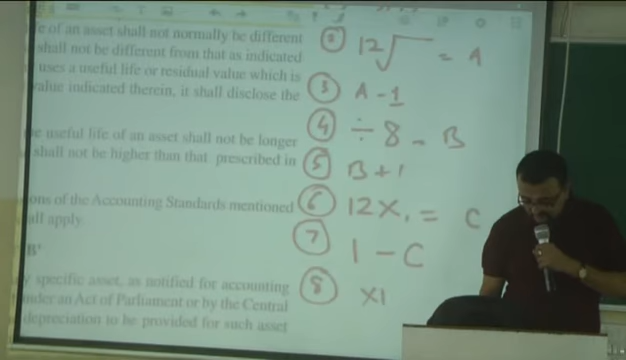 fe of an asset shall not normally be different
shall not be different from that as indicated
uses a useful life or residual value which is
value indicated therein, it shall disclose the
useful life of an asset shall not be longer
shall not be higher than that prescribed in
ons of the Accounting Standards mentioned
all apply
'B'
specific asset, as notified for accounting
under an Act of Parliament or by the Central
depreciation to be provided for such asset
12√ = A
3 A - 1
4 ÷ 8 = B
5 B + 1
6 12X, = C
7 1 - C
8 X1